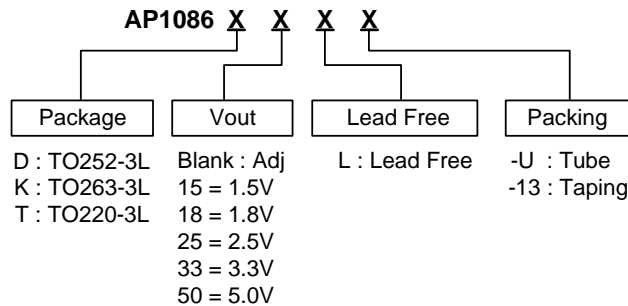 AP1086 X X X X
Package
Vout
Lead Free
Packing
D : TO252-3L
K : TO263-3L
T : TO220-3L
Blank : Adj
15 = 1.5V
18 = 1.8V
25 = 2.5V
33 = 3.3V
50 = 5.0V
L : Lead Free
-U : Tube
-13 : Taping